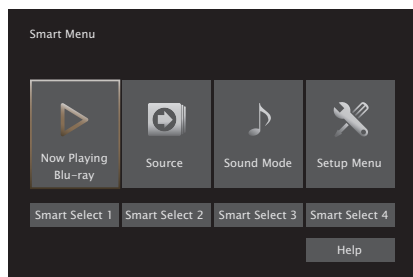 Smart Menu
Now Playing
Blu-ray
Source
Sound Mode
Setup Menu
Smart Select 1
Smart Select 2
Smart Select 3
Smart Select 4
Help